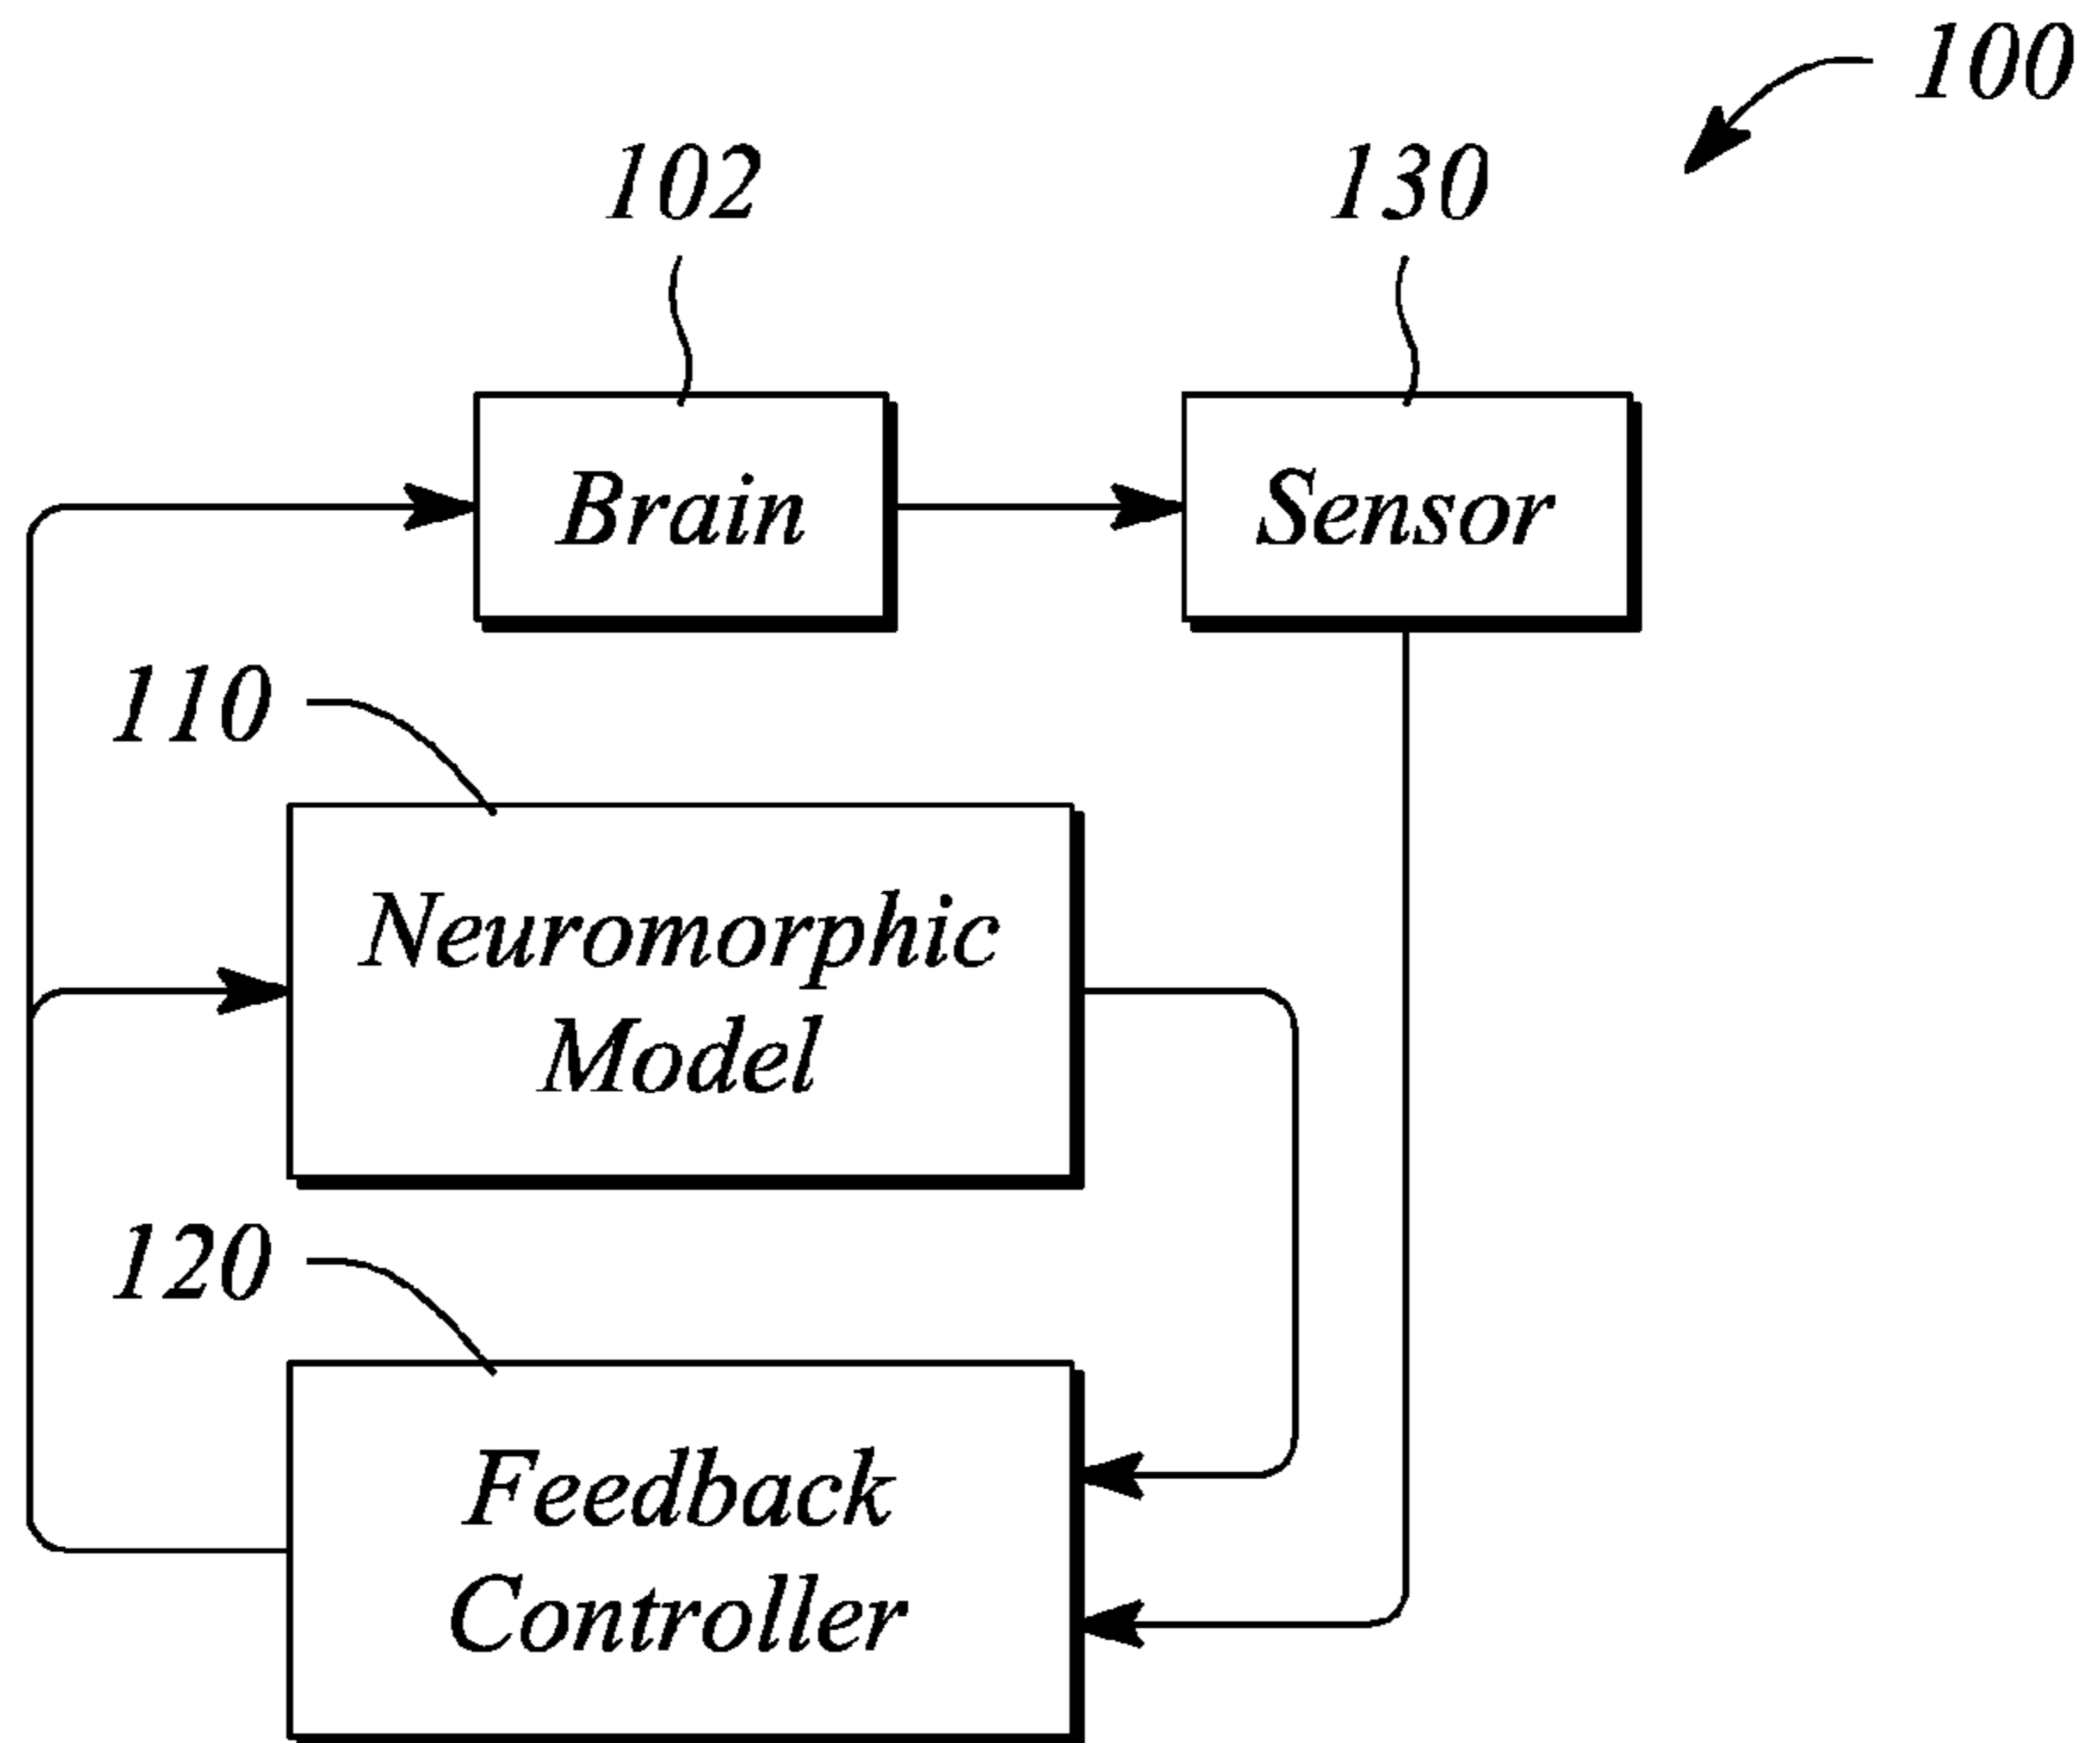 100
102
130
Brain
Sensor
110
Neuromorphic
Model
120
Feedback
Controller